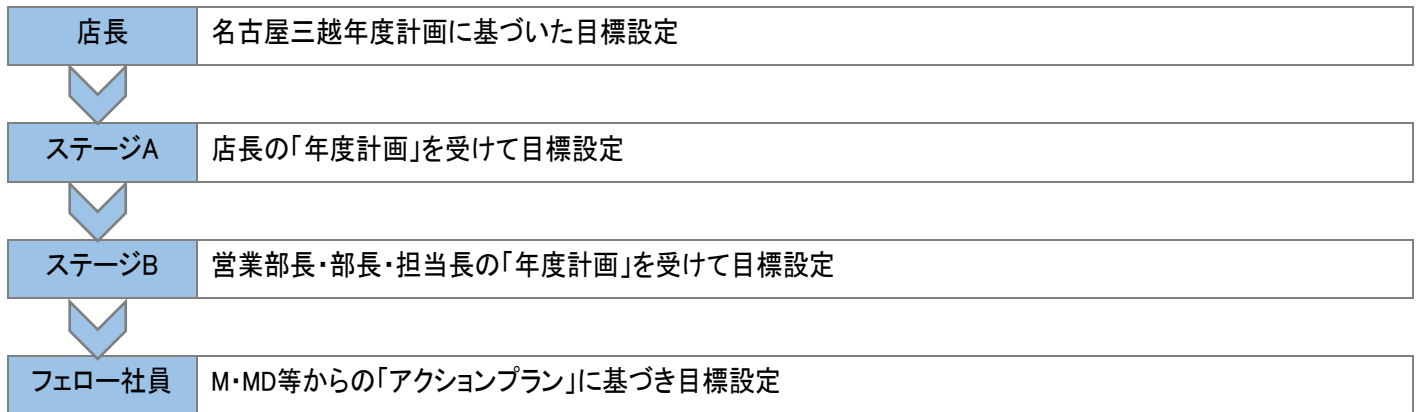 店長
名古屋三越年度計画に基づいた目標設定
ステージA
店長の｢年度計画｣を受けて目標設定
ステージB
営業部長･部長･担当長の｢年度計画｣を受けて目標設定
フェロー社員
M･MD等からの｢アクションプラン｣に基づき目標設定